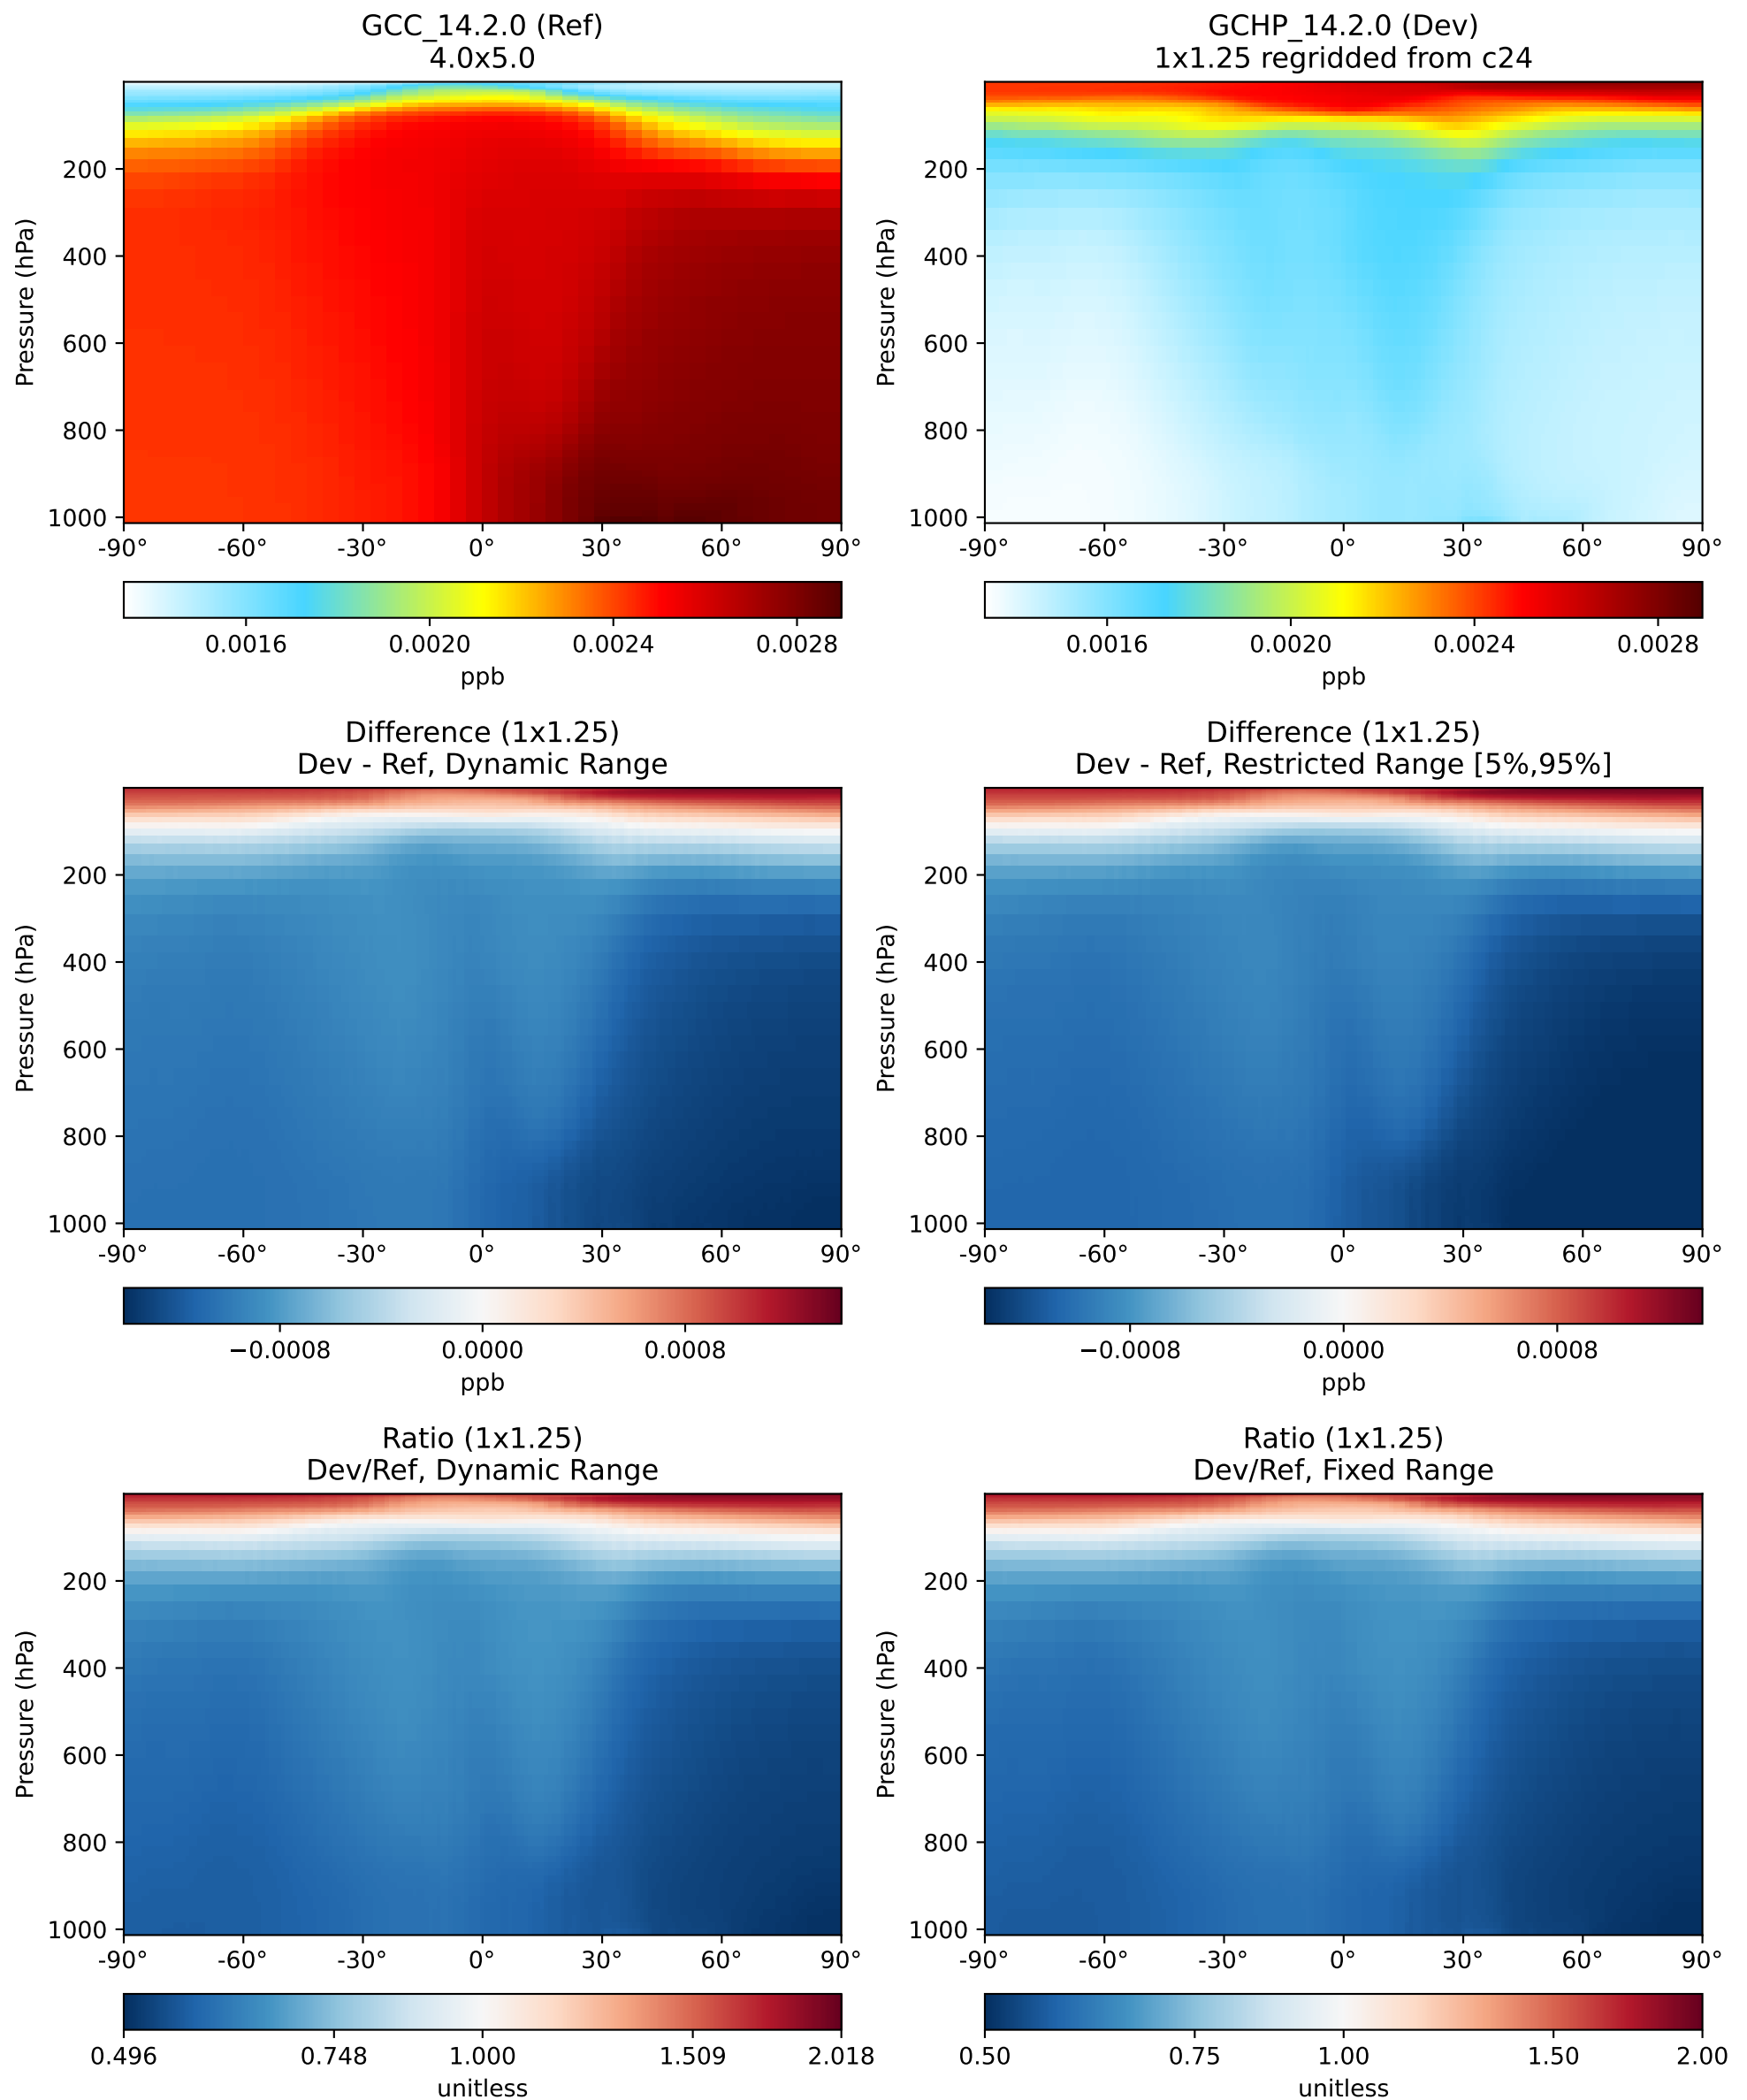 GCC_14.2.0 (Ref)
4.0x5.0
Pressure (hPa)
200
400
600
800
1000
-90° -60° -30° 0° 30° 60° 90°
0.0016 0.0020 0.0024 0.0028
ppb
GCHP_14.2.0 (Dev)
1x1.25 regridded from c24
Pressure (hPa)
200
400
600
800
1000
-90° -60° -30° 0° 30° 60° 90°
0.0016 0.0020 0.0024 0.0028
ppb
Difference (1x1.25)
Dev - Ref, Dynamic Range
Pressure (hPa)
200
400
600
800
1000
-90° -60° -30° 0° 30° 60° 90°
−0.0008 0.0000 0.0008
ppb
Difference (1x1.25)
Dev - Ref, Restricted Range [5%,95%]
Pressure (hPa)
200
400
600
800
1000
-90° -60° -30° 0° 30° 60° 90°
−0.0008 0.0000 0.0008
ppb
Ratio (1x1.25)
Dev/Ref, Dynamic Range
Pressure (hPa)
200
400
600
800
1000
-90° -60° -30° 0° 30° 60° 90°
0.496 0.748 1.000 1.509 2.018
unitless
Ratio (1x1.25)
Dev/Ref, Fixed Range
Pressure (hPa)
200
400
600
800
1000
-90° -60° -30° 0° 30° 60° 90°
0.50 0.75 1.00 1.50 2.00
unitless